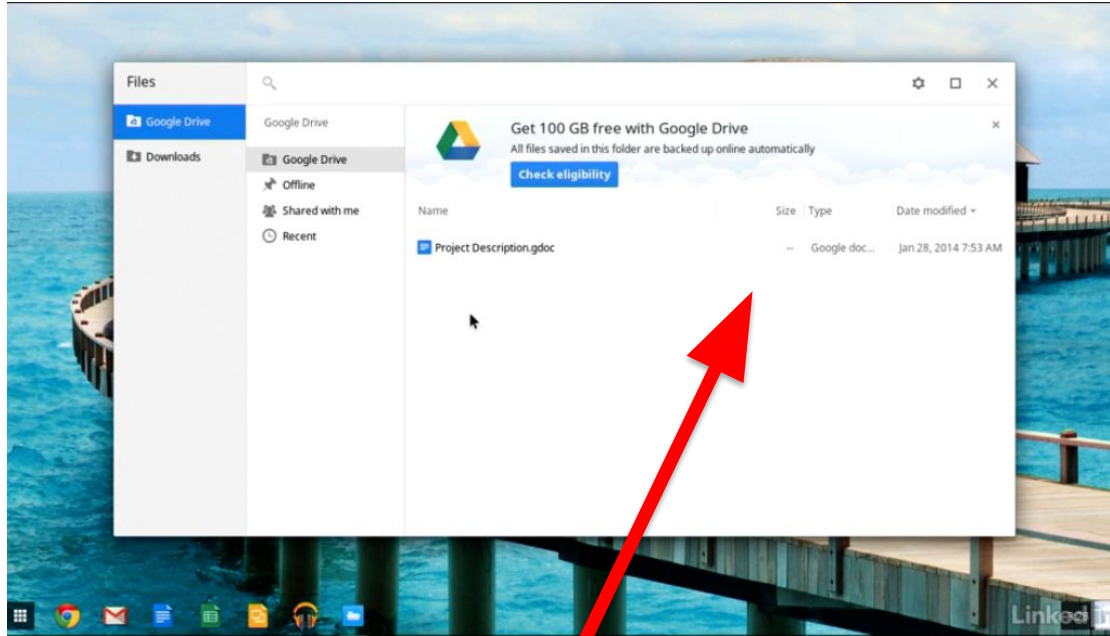 Files
Google Drive
Downloads
Google Drive
Google Drive
Offline
Shared with me
Recent
Get 100 GB free with Google Drive
All files saved in this folder are backed up online automatically
Check eligibility
Name Size Type Date modified
Project Description.gdoc -- Google doc... Jan 28, 2014 7:53 AM
Linked in